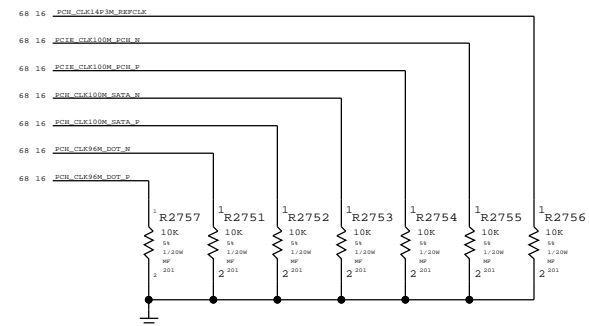 68 16 PCH_CLK14P3M_REFCLK
68 16 PCIE_CLK100M_PCH_N
68 16 PCIE_CLK100M_PCH_P
68 16 PCH_CLK100M_SATA_N
68 16 PCH_CLK100M_SATA_P
68 16 PCH_CLK96M_DOT_N
68 16 PCH_CLK96M_DOT_P
1 1 1 1 1 1 1
R2757 R2751 R2752 R2753 R2754 R2755 R2756
10K 10K 10K 10K 10K 10K 10K
5% 5% 5% 5% 5% 5% 5%
1/20W 1/20W 1/20W 1/20W 1/20W 1/20W 1/20W
MF MF MF MF MF MF MF
2 201 2 201 2 201 2 201 2 201 2 201 2 201